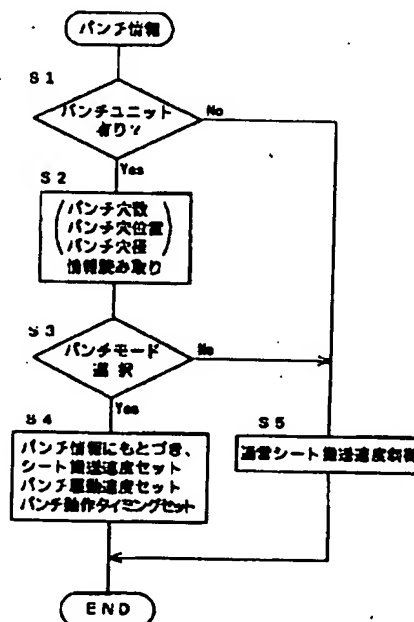 パンチ情報
S1
パンチユニット
有り?
No
Yes
S2
パンチ穴数
パンチ穴位置
パンチ穴径
情報読み取り
S3
パンチモード
選択
No
Yes
S4
パンチ情報にもとづき、
シート搬送速度セット
パンチ駆動速度セット
パンチ動作タイミングセット
S5
通常シート搬送速度制御
END